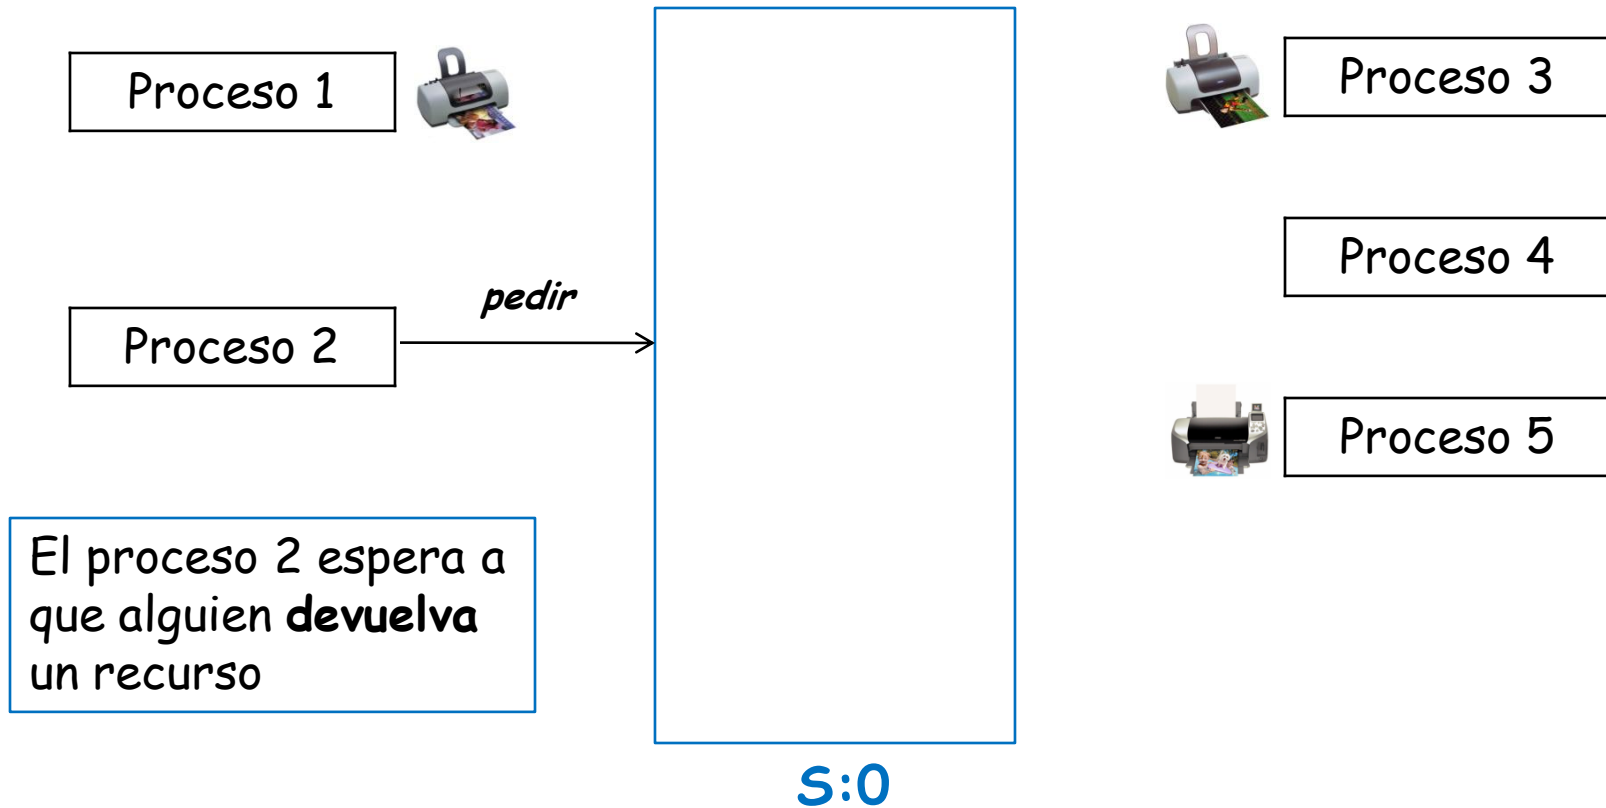 Proceso 1
Proceso 3
Proceso 4
pedir
Proceso 2
Proceso 5
El proceso 2 espera a
que alguien devuelva
un recurso
S:0